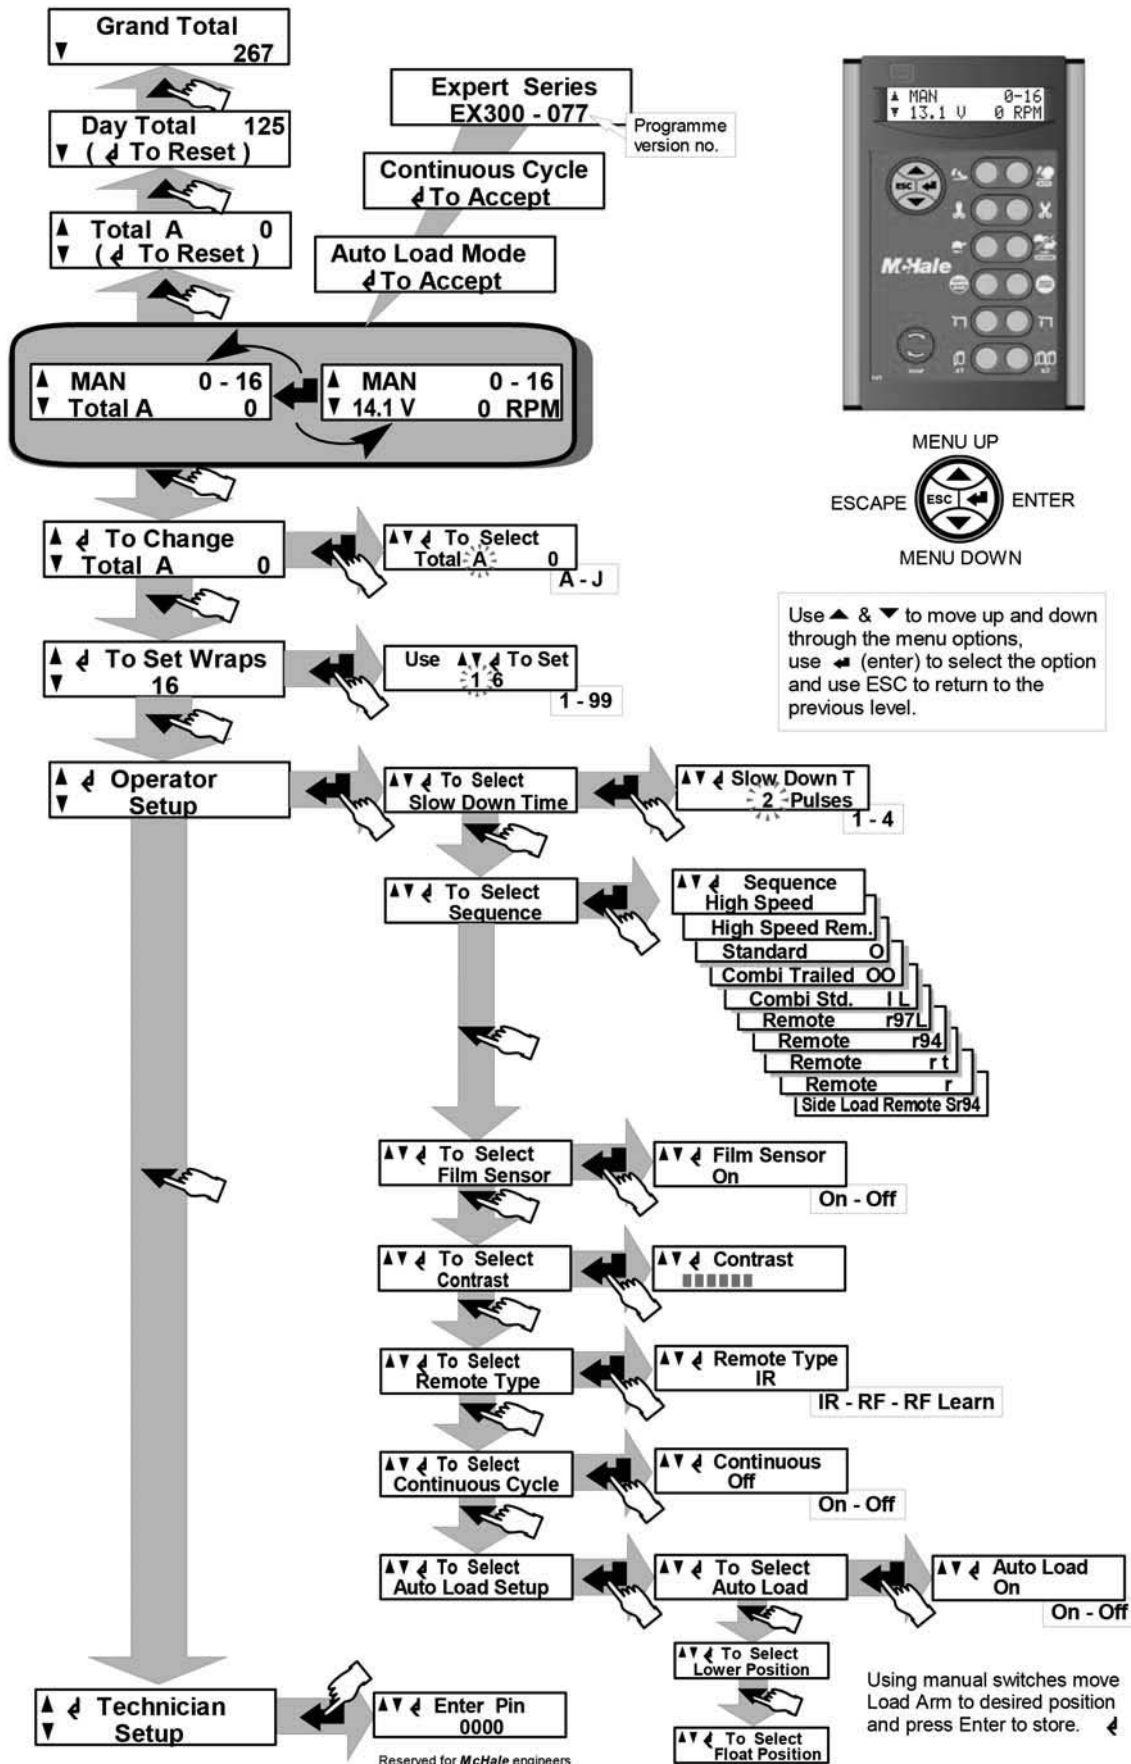 Grand Total
▼ 267
Day Total 125
▼ ( ↲ To Reset )
▲ Total A 0
▼ ( ↲ To Reset )
Expert Series
EX300 - 077
Programme
version no.
Continuous Cycle
↲ To Accept
Auto Load Mode
↲ To Accept
▲ MAN 0 - 16
▼ Total A 0
▲ MAN 0 - 16
▼ 14.1 V 0 RPM
▲ MAN 0-16
▼ 13.1 V 0 RPM
ESC
McHale
MENU UP
ESCAPE ESC ENTER
MENU DOWN
Use ▲ & ▼ to move up and down
through the menu options,
use ↲ (enter) to select the option
and use ESC to return to the
previous level.
▲ ↲ To Change
▼ Total A 0
▲▼ ↲ To Select
Total A 0
A - J
▲ ↲ To Set Wraps
▼ 16
Use ▲▼ ↲ To Set
1 6
1 - 99
▲ ↲ Operator
▼ Setup
▲▼ ↲ To Select
Slow Down Time
▲▼ ↲ Slow Down T
2 Pulses
1 - 4
▲▼ ↲ To Select
Sequence
▲▼ ↲ Sequence
High Speed
High Speed Rem.
Standard O
Combi Trailed OO
Combi Std. I L
Remote r97L
Remote r94
Remote r t
Remote r
Side Load Remote Sr94
▲▼ ↲ To Select
Film Sensor
▲▼ ↲ Film Sensor
On
On - Off
▲▼ ↲ To Select
Contrast
▲▼ ↲ Contrast
▲▼ ↲ To Select
Remote Type
▲▼ ↲ Remote Type
IR
IR - RF - RF Learn
▲▼ ↲ To Select
Continuous Cycle
▲▼ ↲ Continuous
Off
On - Off
▲▼ ↲ To Select
Auto Load Setup
▲▼ ↲ To Select
Auto Load
▲▼ ↲ Auto Load
On
On - Off
▲▼ ↲ To Select
Lower Position
▲▼ ↲ To Select
Float Position
Using manual switches move
Load Arm to desired position
and press Enter to store. ↲
▲ ↲ Technician
▼ Setup
▲▼ ↲ Enter Pin
0000
Reserved for McHale engineers